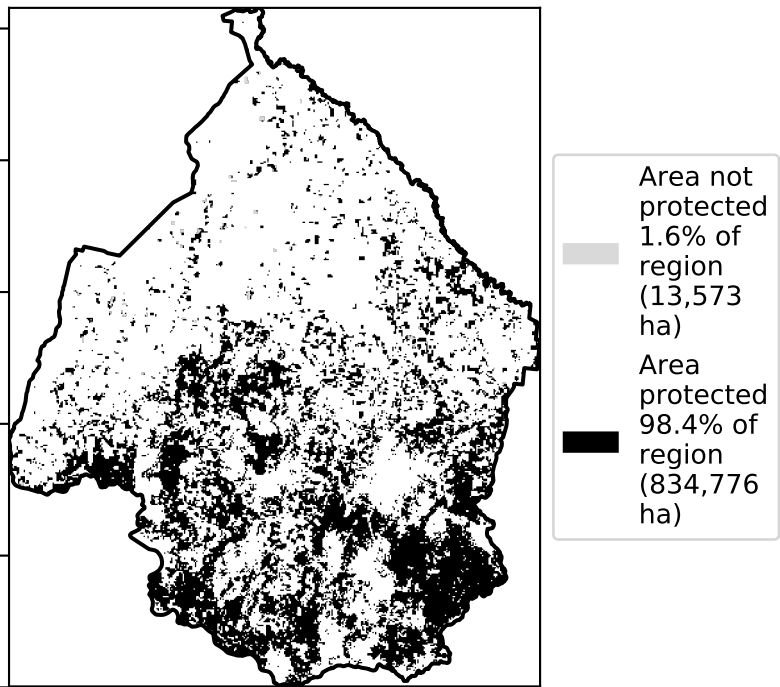 Area not
protected
1.6% of
region
(13,573
ha)
Area
protected
98.4% of
region
(834,776
ha)